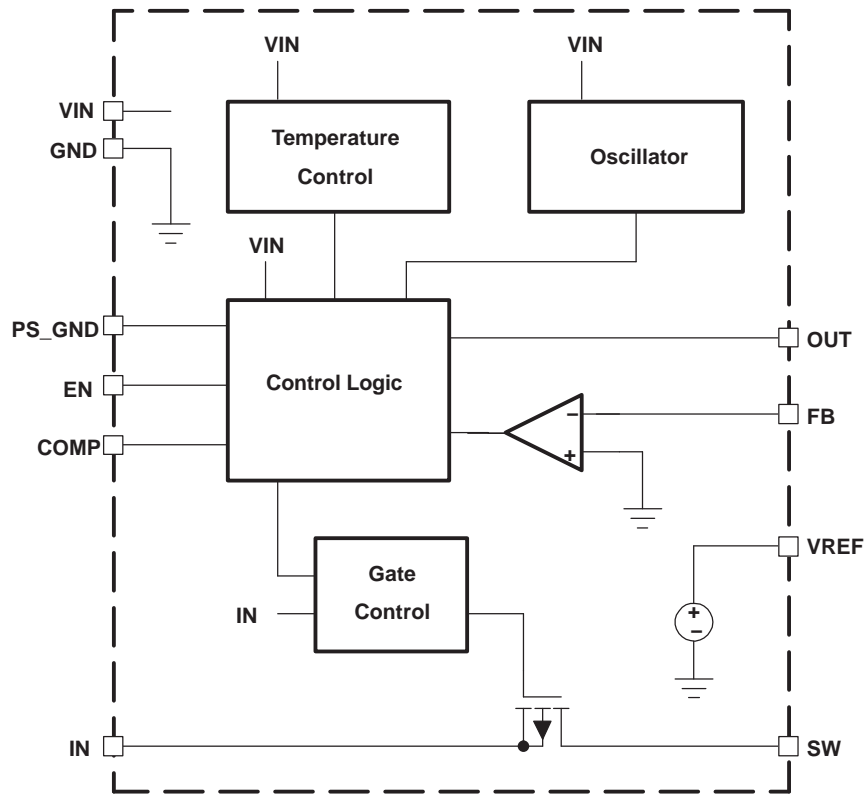 VIN
VIN
VIN
Temperature
Control
Oscillator
GND
VIN
PS_GND
OUT
Control Logic
EN
−
FB
COMP
+
VREF
Gate
Control
IN
+
−
IN
SW